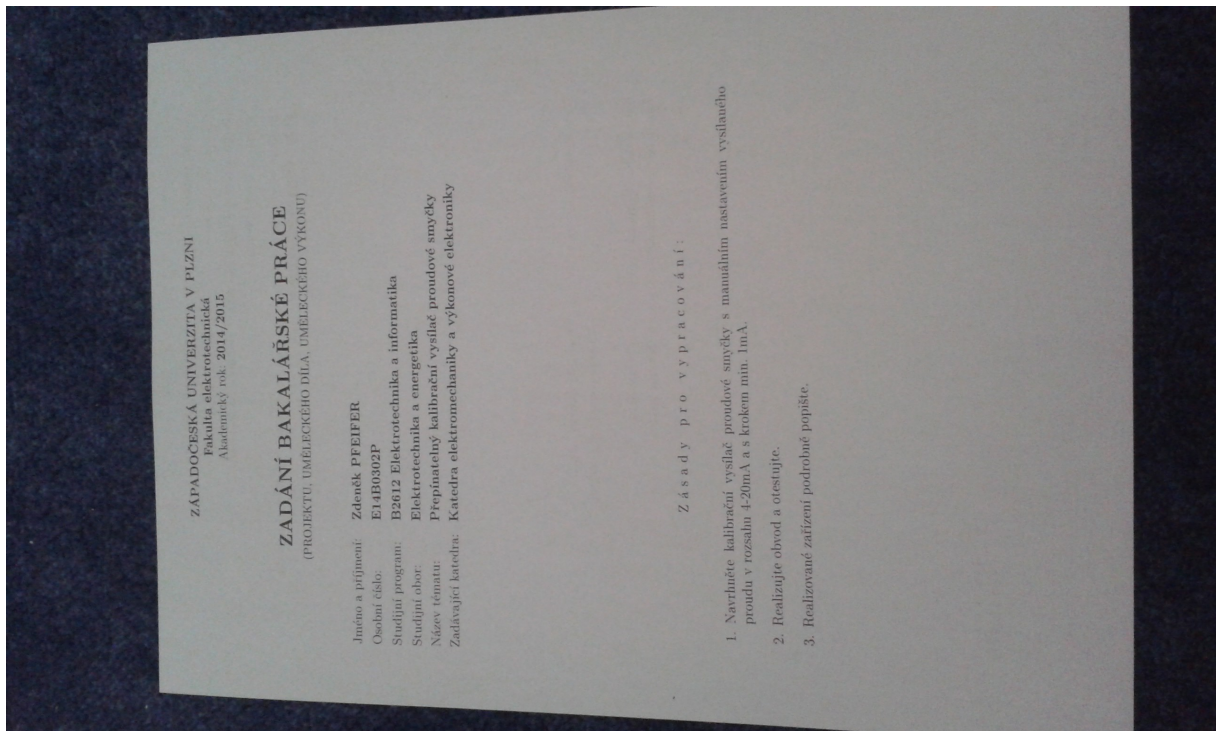 ZÁPADOČESKÁ UNIVERZITA V PLZNI
Fakulta elektrotechnická
Akademický rok: 2014/2015
ZADÁNÍ BAKALÁŘSKÉ PRÁCE
(PROJEKTU, UMĚLECKÉHO DÍLA, UMĚLECKÉHO VÝKONU)
Jméno a příjmení: Zdeněk PFEIFER
Osobní číslo: E14B0302P
Studijní program: B2612 Elektrotechnika a informatika
Studijní obor: Elektrotechnika a energetika
Název tématu: Přepínatelný kalibrační vysílač proudové smyčky
Zadávající katedra: Katedra elektromechaniky a výkonové elektroniky
Zásady pro vypracování:
1. Navrhněte kalibrační vysílač proudové smyčky s manuálním nastavením vysílaného
proudu v rozsahu 4-20mA a s krokem min. 1mA.
2. Realizujte obvod a otestujte.
3. Realizované zařízení podrobně popište.